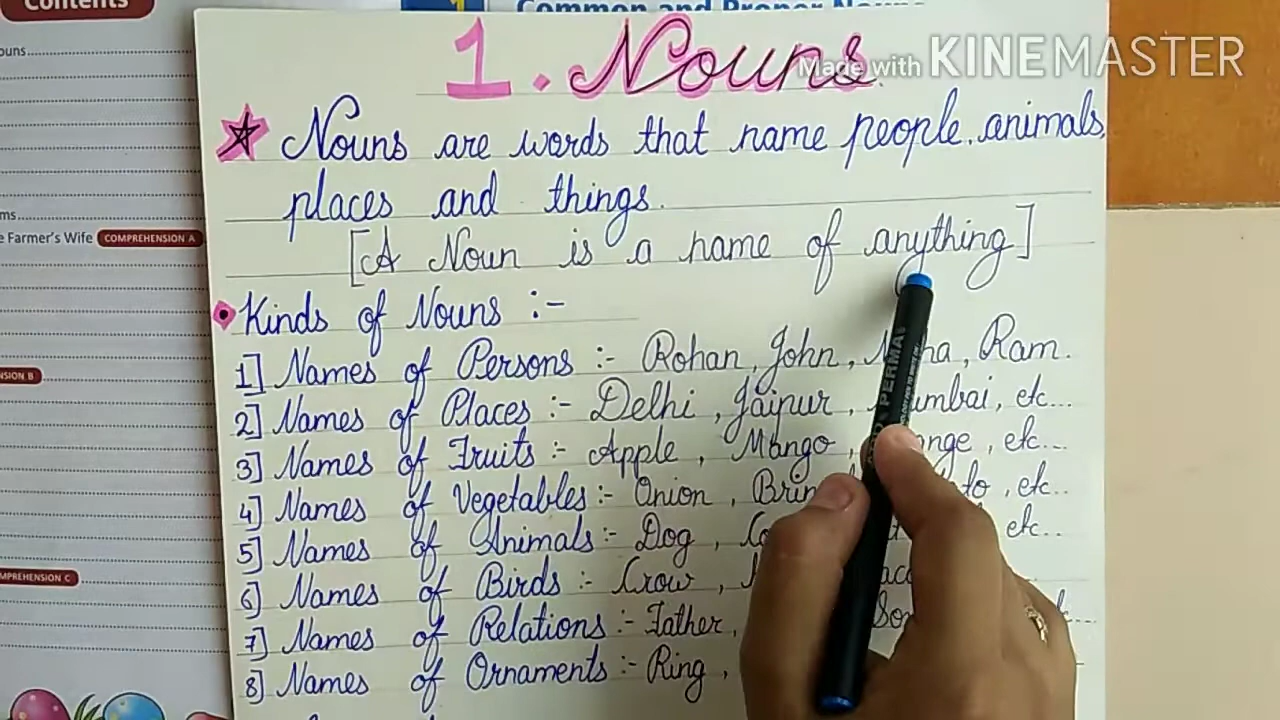 Contents
Common and Proper Nouns
Made with KINEMASTER
1. Nouns
Nouns are words that name people, animals,
places and things.
[A Noun is a name of anything]
Kinds of Nouns :-
1] Names of Persons :- Rohan, John, Ram.
2] Names of Places :- Delhi, Jaipur, etc...
3] Names of Fruits :- Apple, Mango, etc...
4] Names of Vegetables :- Onion, etc..
5] Names of Animals :- Dog, etc..
6] Names of Birds :- Crow,
7] Names of Relations :- Father,
8] Names of Ornaments :- Ring,
e Farmer's Wife COMPREHENSION A